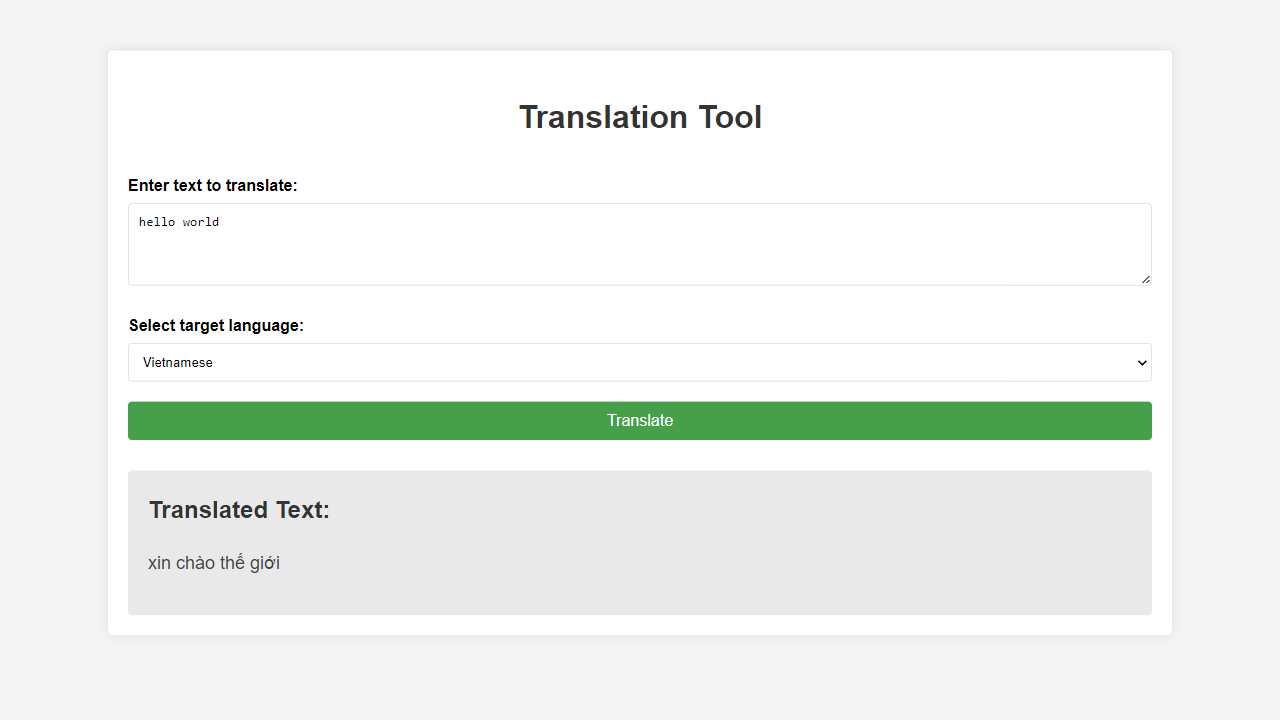 Translation Tool
Enter text to translate:
hello world
Select target language:
Vietnamese
Translate
Translated Text:
xin chào thế giới